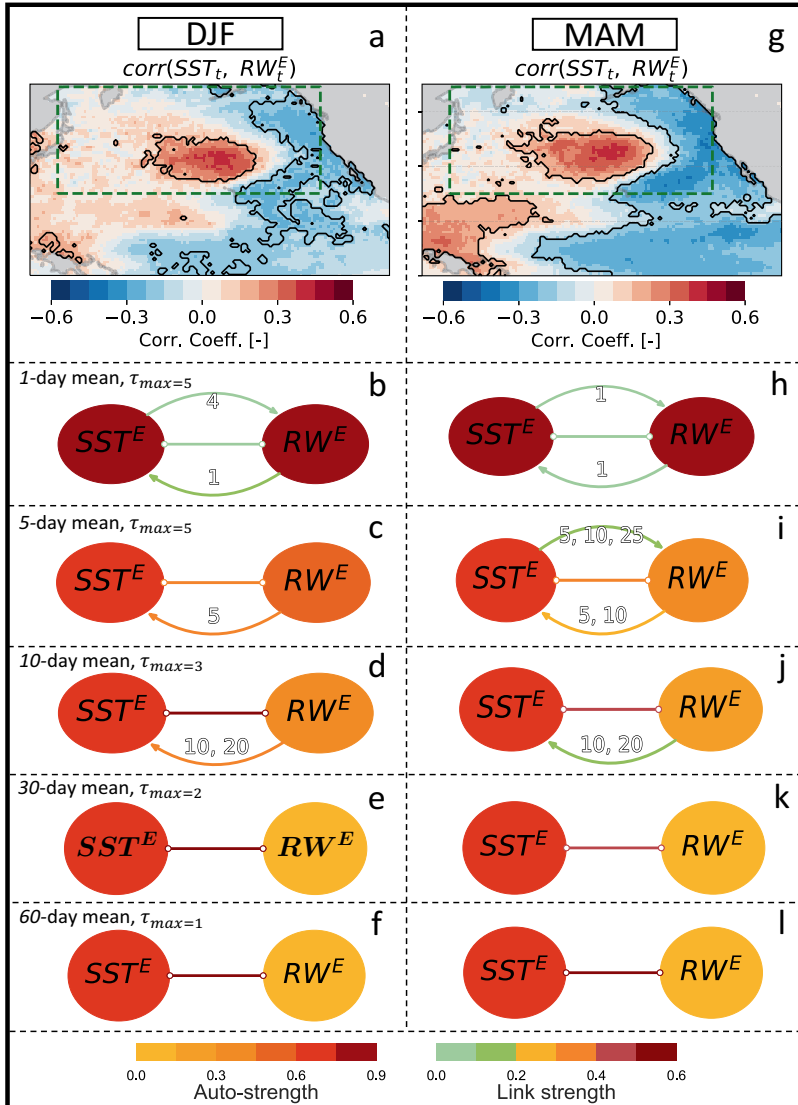 DJF
a
corr(SST_t, RW_t^E)
−0.6 −0.3 0.0 0.3 0.6
Corr. Coeff. [-]
MAM
g
corr(SST_t, RW_t^E)
−0.6 −0.3 0.0 0.3 0.6
Corr. Coeff. [-]
1-day mean, τ_max=5
b
SST^E 4 RW^E
1
h
SST^E 1 RW^E
1
5-day mean, τ_max=5
c
SST^E RW^E
5
i
5, 10, 25
SST^E RW^E
5, 10
10-day mean, τ_max=3
d
SST^E RW^E
10, 20
j
SST^E RW^E
10, 20
30-day mean, τ_max=2
e
SST^E RW^E
k
SST^E RW^E
60-day mean, τ_max=1
f
SST^E RW^E
l
SST^E RW^E
0.0 0.3 0.6 0.9
Auto-strength
0.0 0.2 0.4 0.6
Link strength